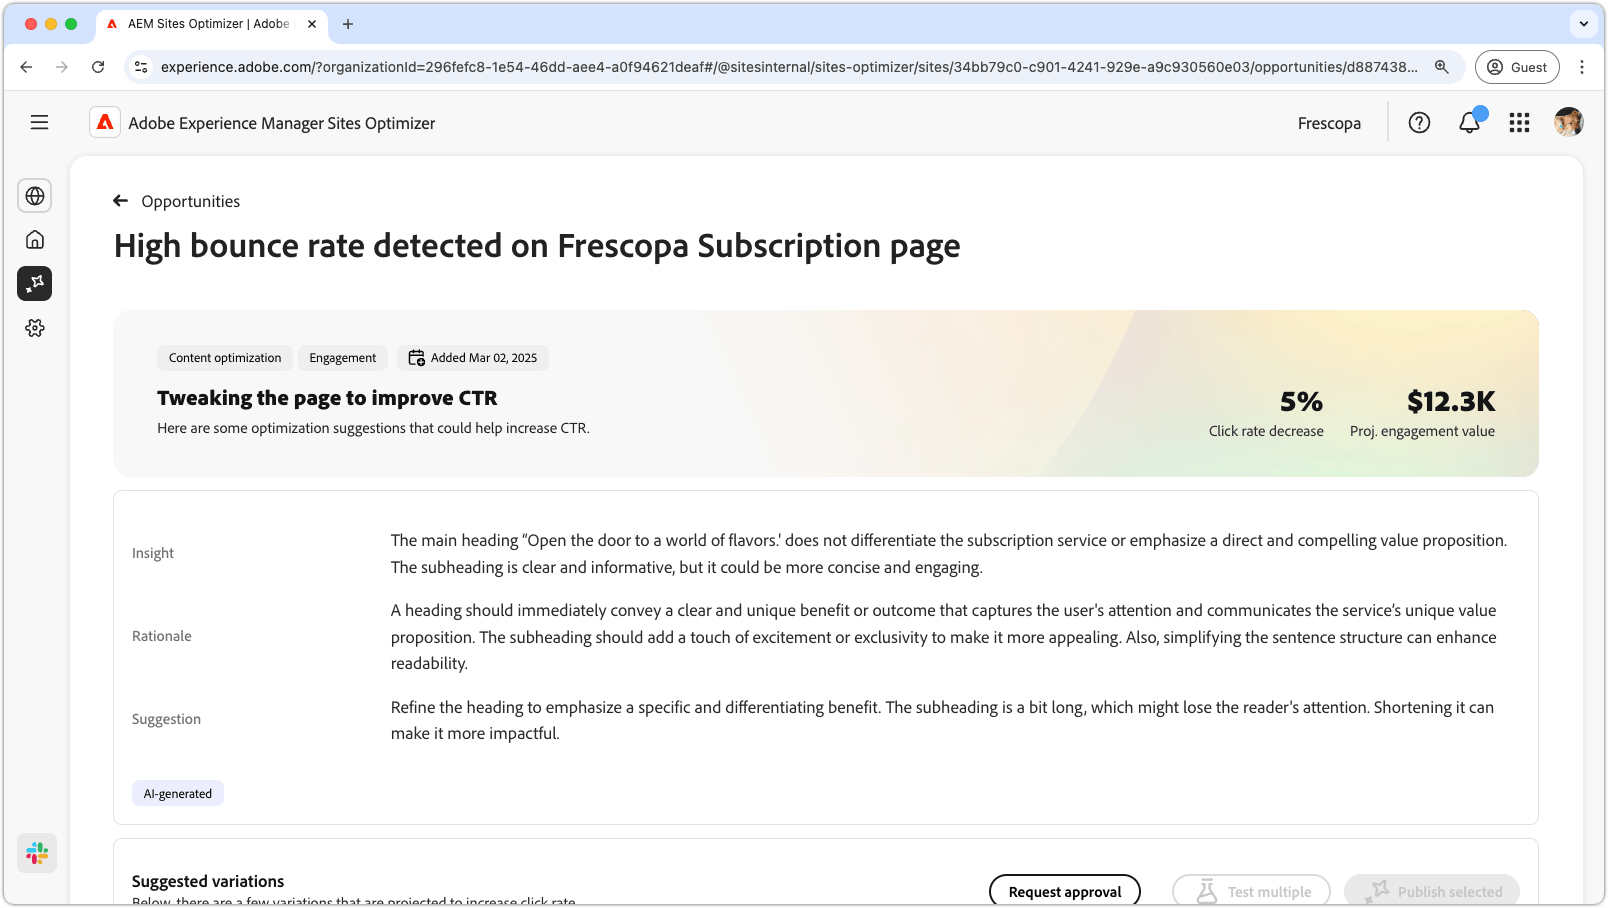 AEM Sites Optimizer | Adobe
experience.adobe.com/?organizationId=296fefc8-1e54-46dd-aee4-a0f94621deaf#/@sitesinternal/sites-optimizer/sites/34bb79c0-c901-4241-929e-a9c930560e03/opportunities/d887438...
Guest
Adobe Experience Manager Sites Optimizer
Frescopa
Opportunities
High bounce rate detected on Frescopa Subscription page
Content optimization
Engagement
Added Mar 02, 2025
Tweaking the page to improve CTR
Here are some optimization suggestions that could help increase CTR.
5%
Click rate decrease
$12.3K
Proj. engagement value
Insight
The main heading “Open the door to a world of flavors.' does not differentiate the subscription service or emphasize a direct and compelling value proposition.
The subheading is clear and informative, but it could be more concise and engaging.
Rationale
A heading should immediately convey a clear and unique benefit or outcome that captures the user's attention and communicates the service’s unique value
proposition. The subheading should add a touch of excitement or exclusivity to make it more appealing. Also, simplifying the sentence structure can enhance
readability.
Suggestion
Refine the heading to emphasize a specific and differentiating benefit. The subheading is a bit long, which might lose the reader's attention. Shortening it can
make it more impactful.
AI-generated
Suggested variations
Below, there are a few variations that are projected to increase click rate
Request approval
Test multiple
Publish selected